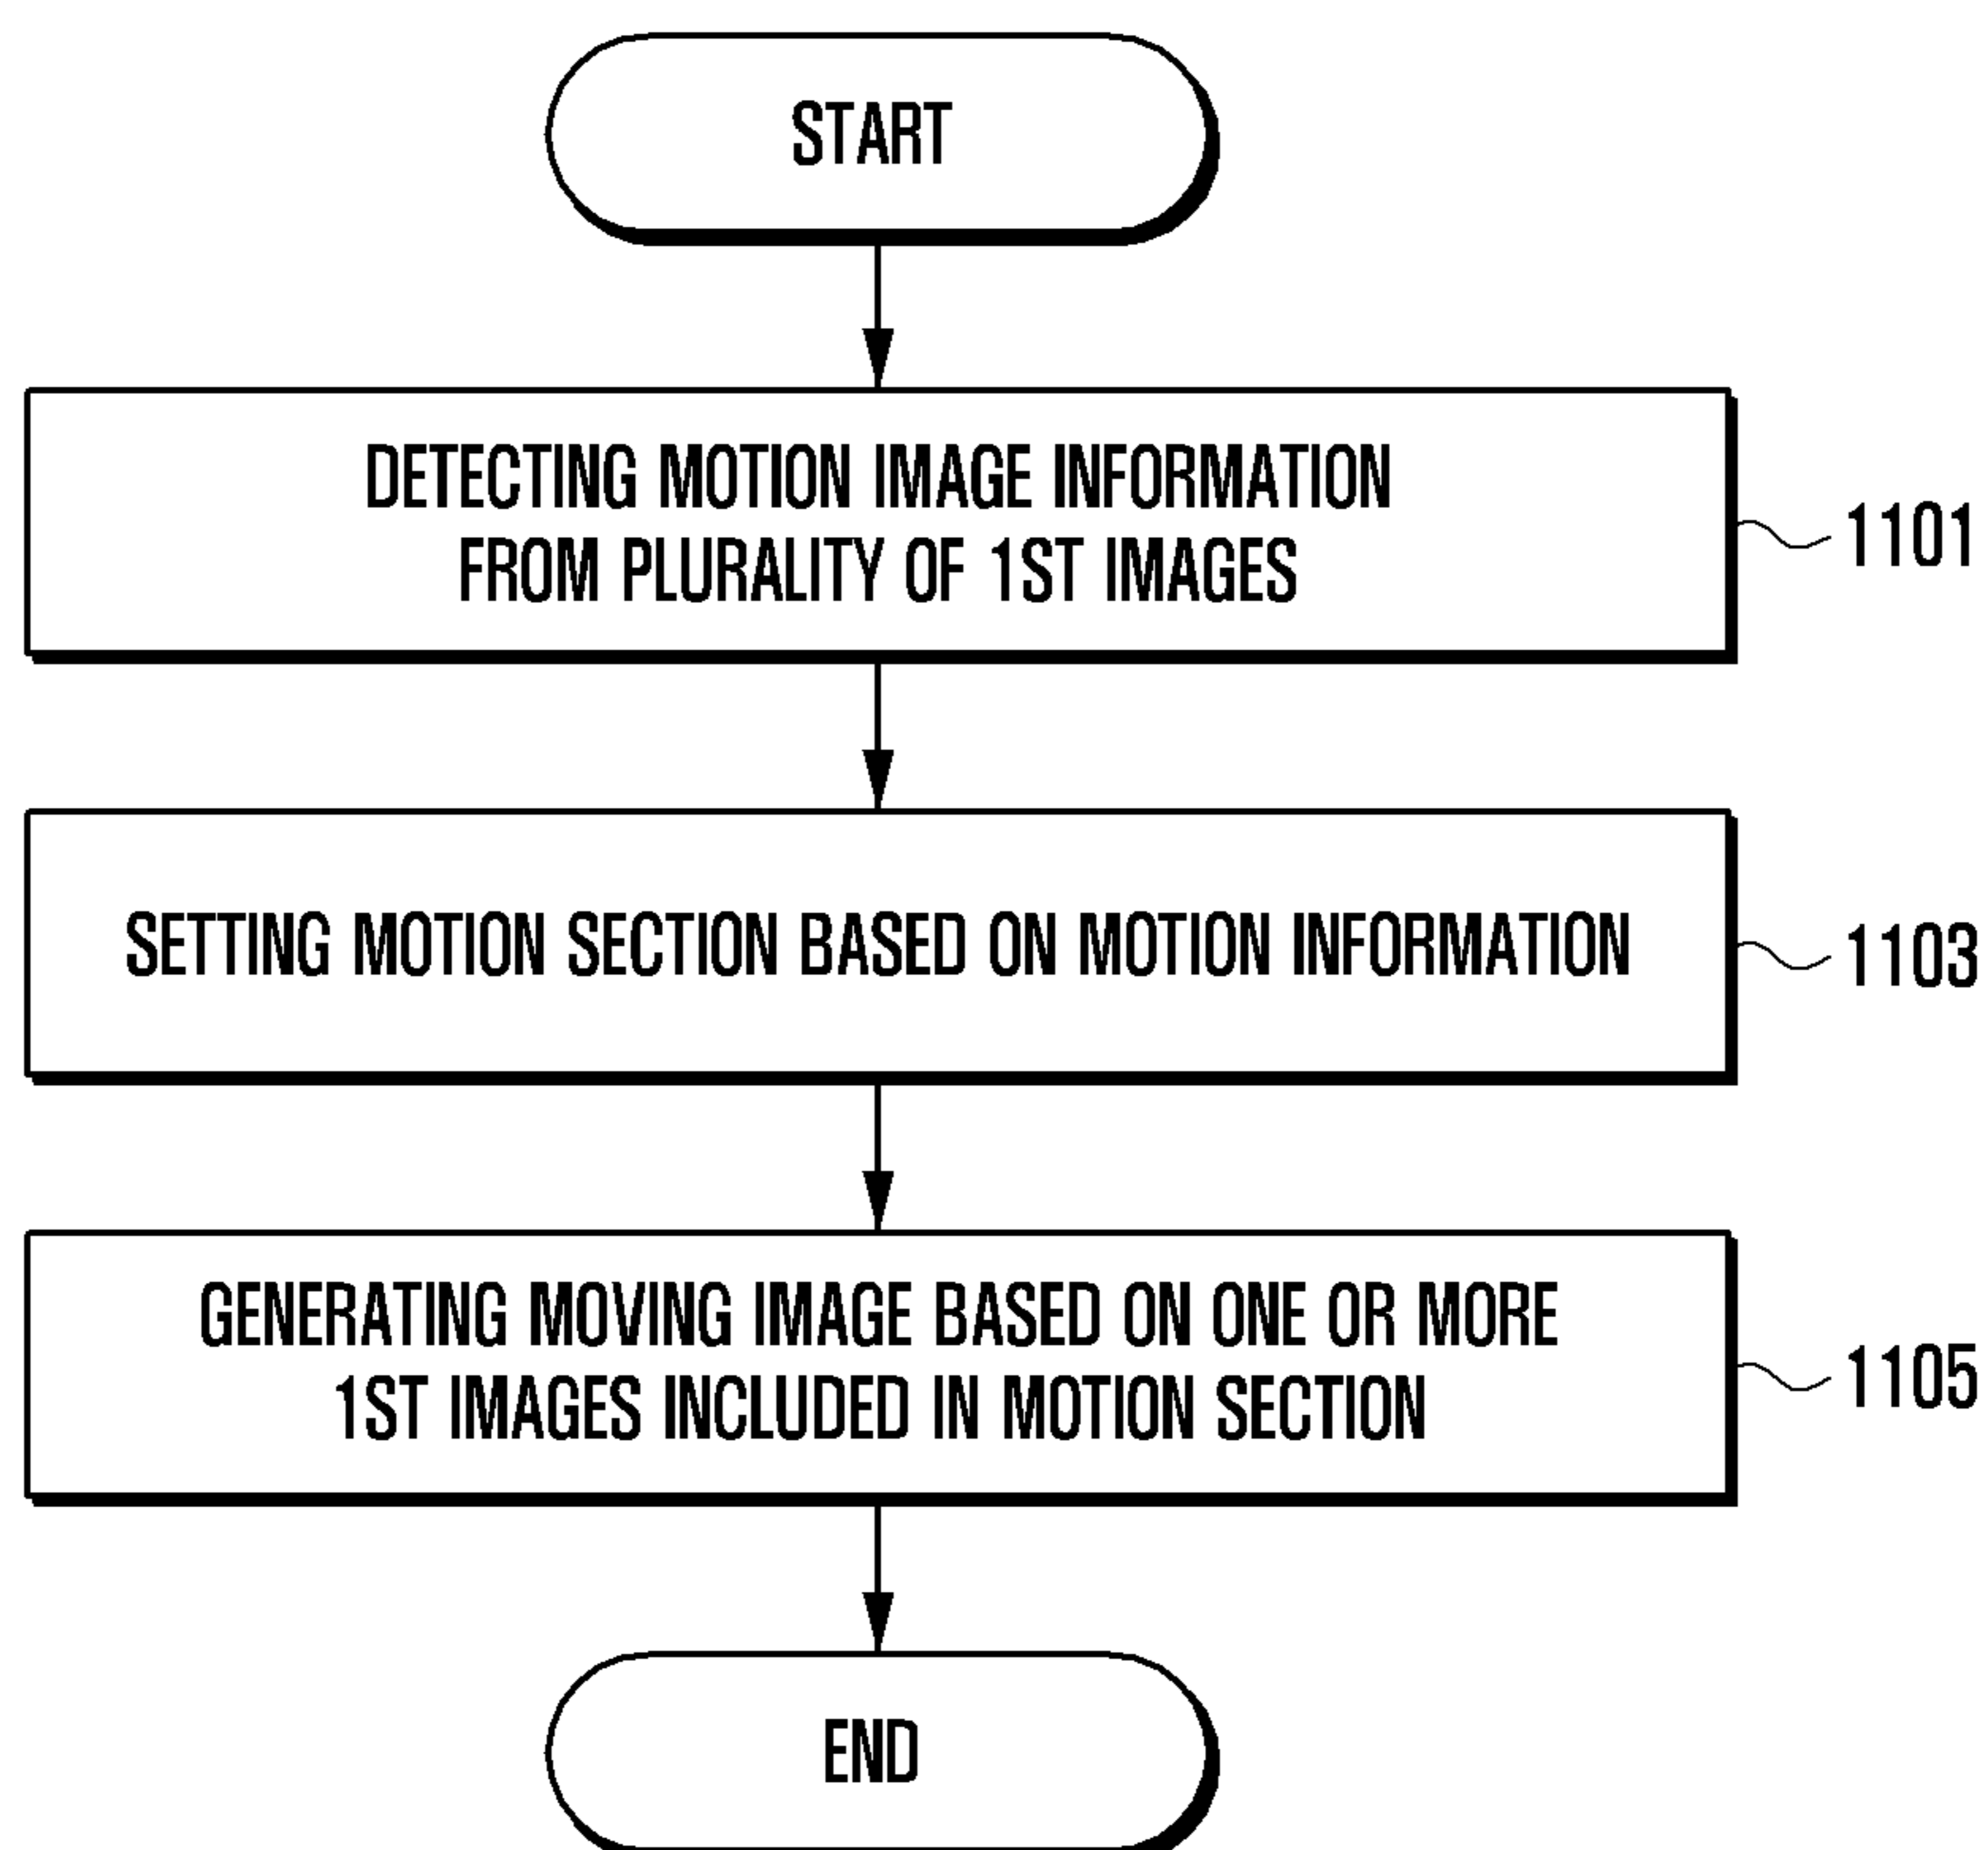 START
DETECTING MOTION IMAGE INFORMATION
FROM PLURALITY OF 1ST IMAGES
1101
SETTING MOTION SECTION BASED ON MOTION INFORMATION
1103
GENERATING MOVING IMAGE BASED ON ONE OR MORE
1ST IMAGES INCLUDED IN MOTION SECTION
1105
END